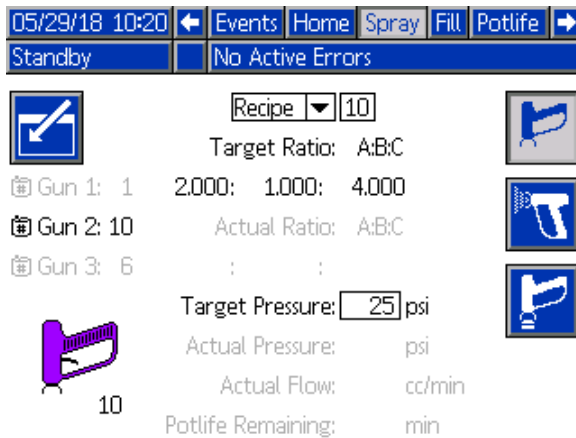 05/29/18 10:20 Events Home Spray Fill Potlife
Standby No Active Errors
Recipe 10
Target Ratio: A:B:C
Gun 1: 1 2.000: 1.000: 4.000
Gun 2: 10 Actual Ratio: A:B:C
Gun 3: 6 : :
Target Pressure: 25 psi
Actual Pressure: psi
Actual Flow: cc/min
10
Potlife Remaining: min